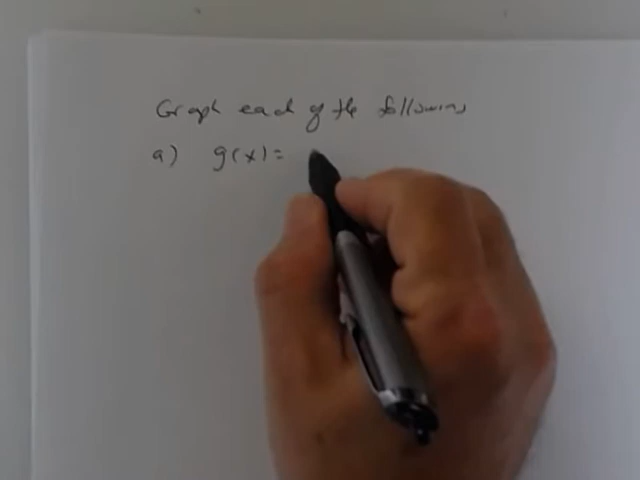 Graph each of the following
a) g(x)=